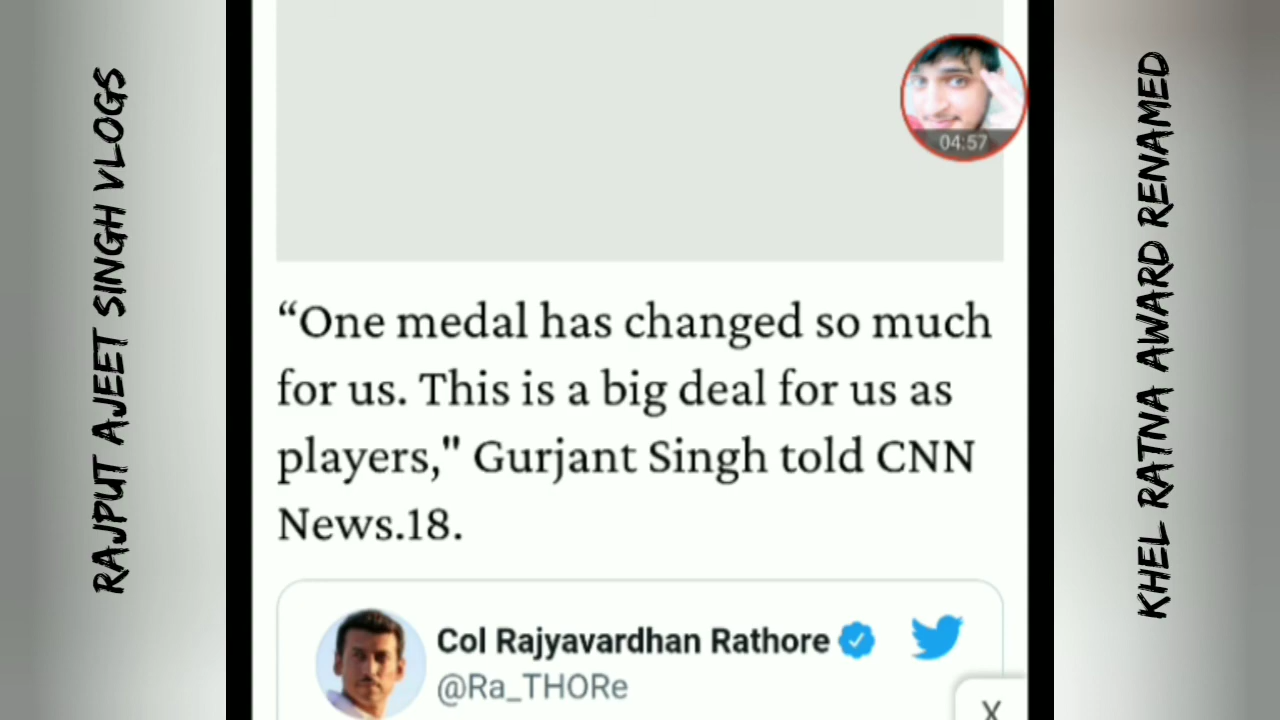 RAJPUT AJEET SINGH VLOGS
04:57
“One medal has changed so much
for us. This is a big deal for us as
players," Gurjant Singh told CNN
News.18.
Col Rajyavardhan Rathore
@Ra_THORe
X
KHEL RATNA AWARD RENAMED